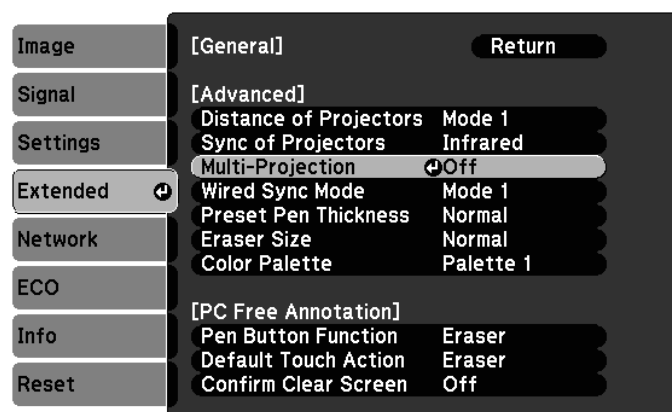 Image
Signal
Settings
Extended
Network
ECO
Info
Reset
[General] Return
[Advanced]
Distance of Projectors Mode 1
Sync of Projectors Infrared
Multi-Projection Off
Wired Sync Mode Mode 1
Preset Pen Thickness Normal
Eraser Size Normal
Color Palette Palette 1
[PC Free Annotation]
Pen Button Function Eraser
Default Touch Action Eraser
Confirm Clear Screen Off